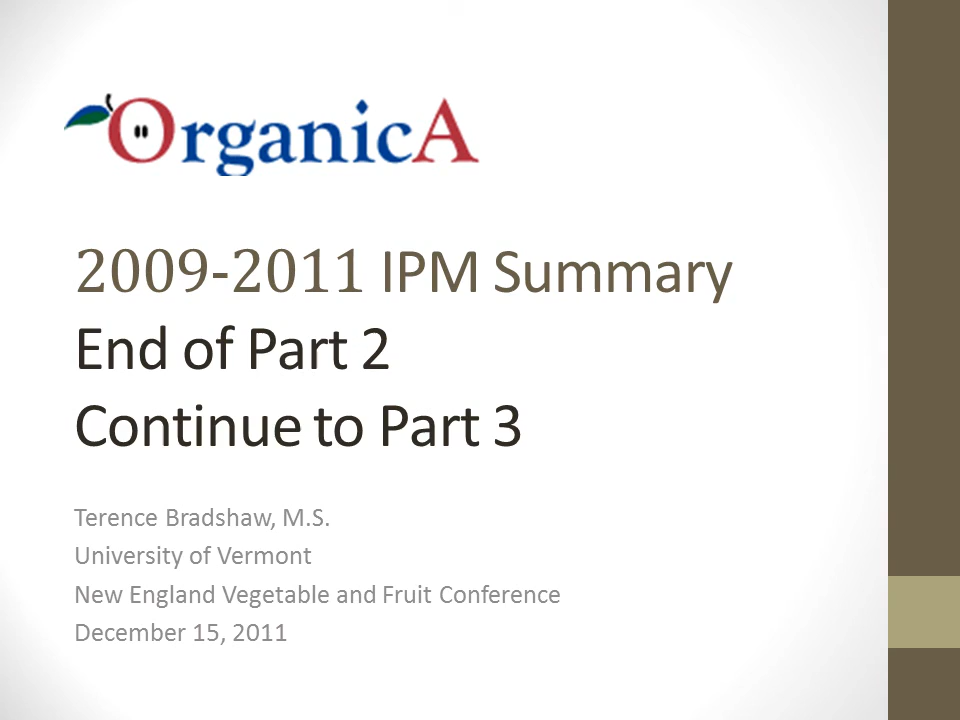 OrganicA
2009-2011 IPM Summary
End of Part 2
Continue to Part 3
Terence Bradshaw, M.S.
University of Vermont
New England Vegetable and Fruit Conference
December 15, 2011